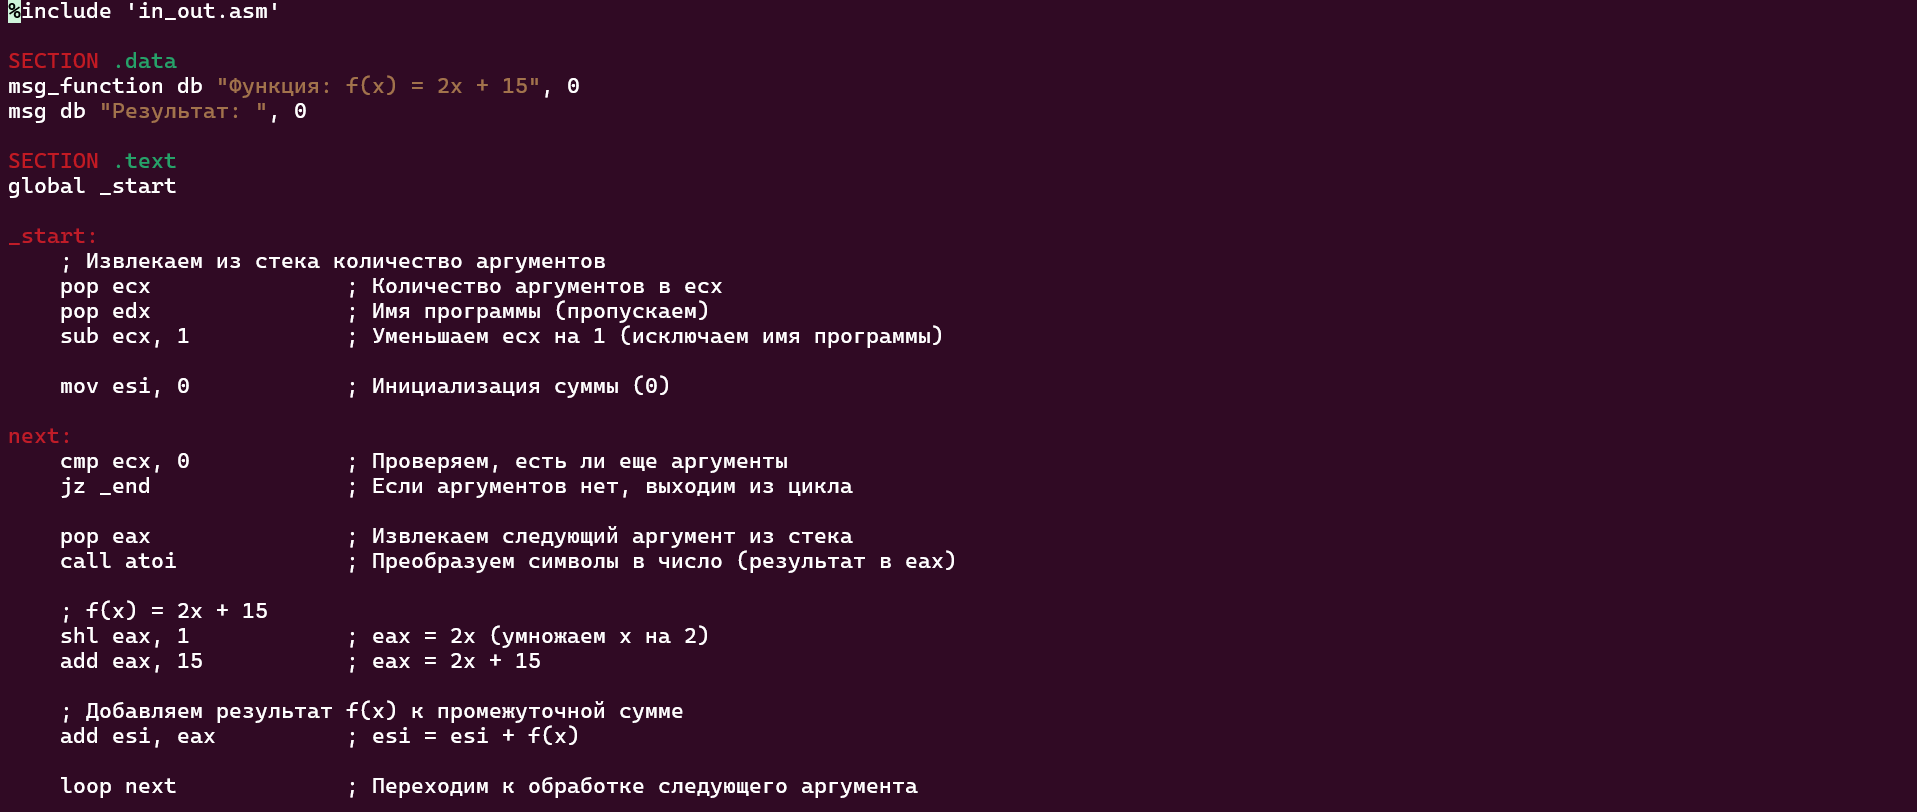 %include 'in_out.asm'
SECTION .data
msg_function db "Функция: f(x) = 2x + 15", 0
msg db "Результат: ", 0
SECTION .text
global _start
_start:
; Извлекаем из стека количество аргументов
pop ecx ; Количество аргументов в ecx
pop edx ; Имя программы (пропускаем)
sub ecx, 1 ; Уменьшаем ecx на 1 (исключаем имя программы)
mov esi, 0 ; Инициализация суммы (0)
next:
cmp ecx, 0 ; Проверяем, есть ли еще аргументы
jz _end ; Если аргументов нет, выходим из цикла
pop eax ; Извлекаем следующий аргумент из стека
call atoi ; Преобразуем символы в число (результат в eax)
; f(x) = 2x + 15
shl eax, 1 ; eax = 2x (умножаем x на 2)
add eax, 15 ; eax = 2x + 15
; Добавляем результат f(x) к промежуточной сумме
add esi, eax ; esi = esi + f(x)
loop next ; Переходим к обработке следующего аргумента